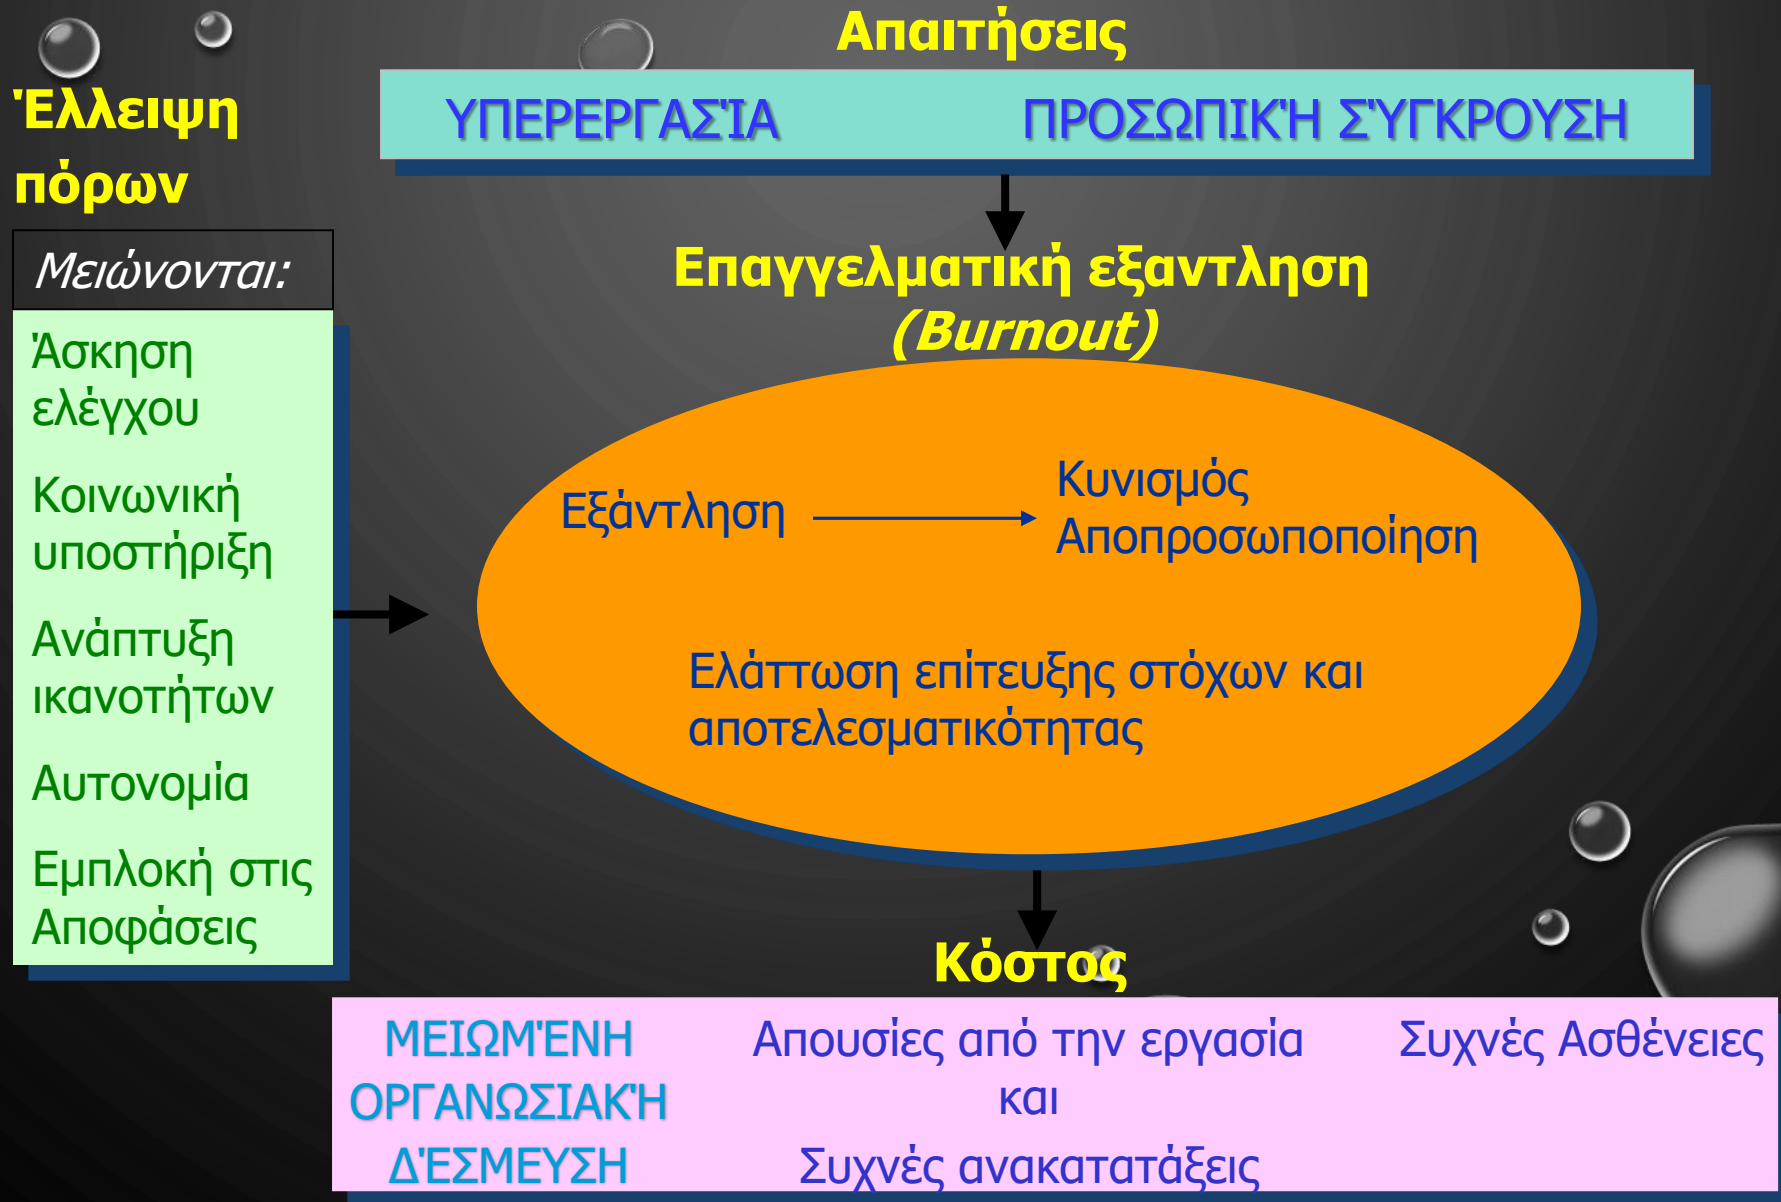 Απαιτήσεις
ΥΠΕΡΕΡΓΑΣΊΑ ΠΡΟΣΩΠΙΚΉ ΣΎΓΚΡΟΥΣΗ
Έλλειψη
πόρων
Μειώνονται:
Άσκηση
ελέγχου
Κοινωνική
υποστήριξη
Ανάπτυξη
ικανοτήτων
Αυτονομία
Εμπλοκή στις
Αποφάσεις
Επαγγελματική εξαντληση
(Burnout)
Εξάντληση
Κυνισμός
Αποπροσωποποίηση
Ελάττωση επίτευξης στόχων και
αποτελεσματικότητας
Κόστος
ΜΕΙΩΜΈΝΗ
ΟΡΓΑΝΩΣΙΑΚΉ
ΔΈΣΜΕΥΣΗ
Απουσίες από την εργασία
και
Συχνές ανακατατάξεις
Συχνές Ασθένειες